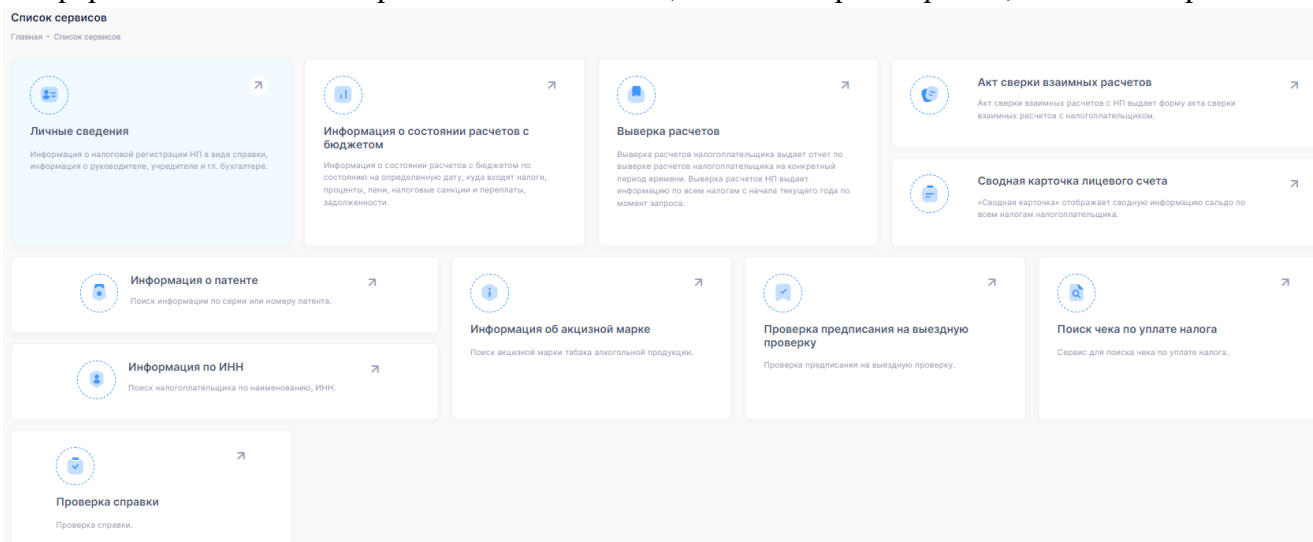 Список сервисов
Главная - Список сервисов
Личные сведения
Информация о налоговой регистрации НП в виде справки,
информация о руководителе, учредителе и гл. бухгалтере.
Информация о состоянии расчетов с
бюджетом
Информация о состоянии расчетов с бюджетом по
состоянию на определенную дату, куда входят налоги,
проценты, пени, налоговые санкции и переплаты,
задолженности.
Выверка расчетов
Выверка расчетов налогоплательщика выдает отчет по
выверке расчетов налогоплательщика на конкретный
период времени. Выверка расчетов НП выдает
информацию по всем налогам с начала текущего года по
момент запроса.
Акт сверки взаимных расчетов
Акт сверки взаимных расчетов с НП выдает форму акта сверки
взаимных расчетов с налогоплательщиком.
Сводная карточка лицевого счета
«Сводная карточка» отображает сводную информацию сальдо по
всем налогам налогоплательщика.
Информация о патенте
Поиск информации по серии или номеру патента.
Информация по ИНН
Поиск налогоплательщика по наименованию, ИНН.
Информация об акцизной марке
Поиск акцизной марки табака алкогольной продукции.
Проверка предписания на выездную
проверку
Проверка предписания на выездную проверку.
Поиск чека по уплате налога
Сервис для поиска чека по уплате налога.
Проверка справки
Проверка справки.